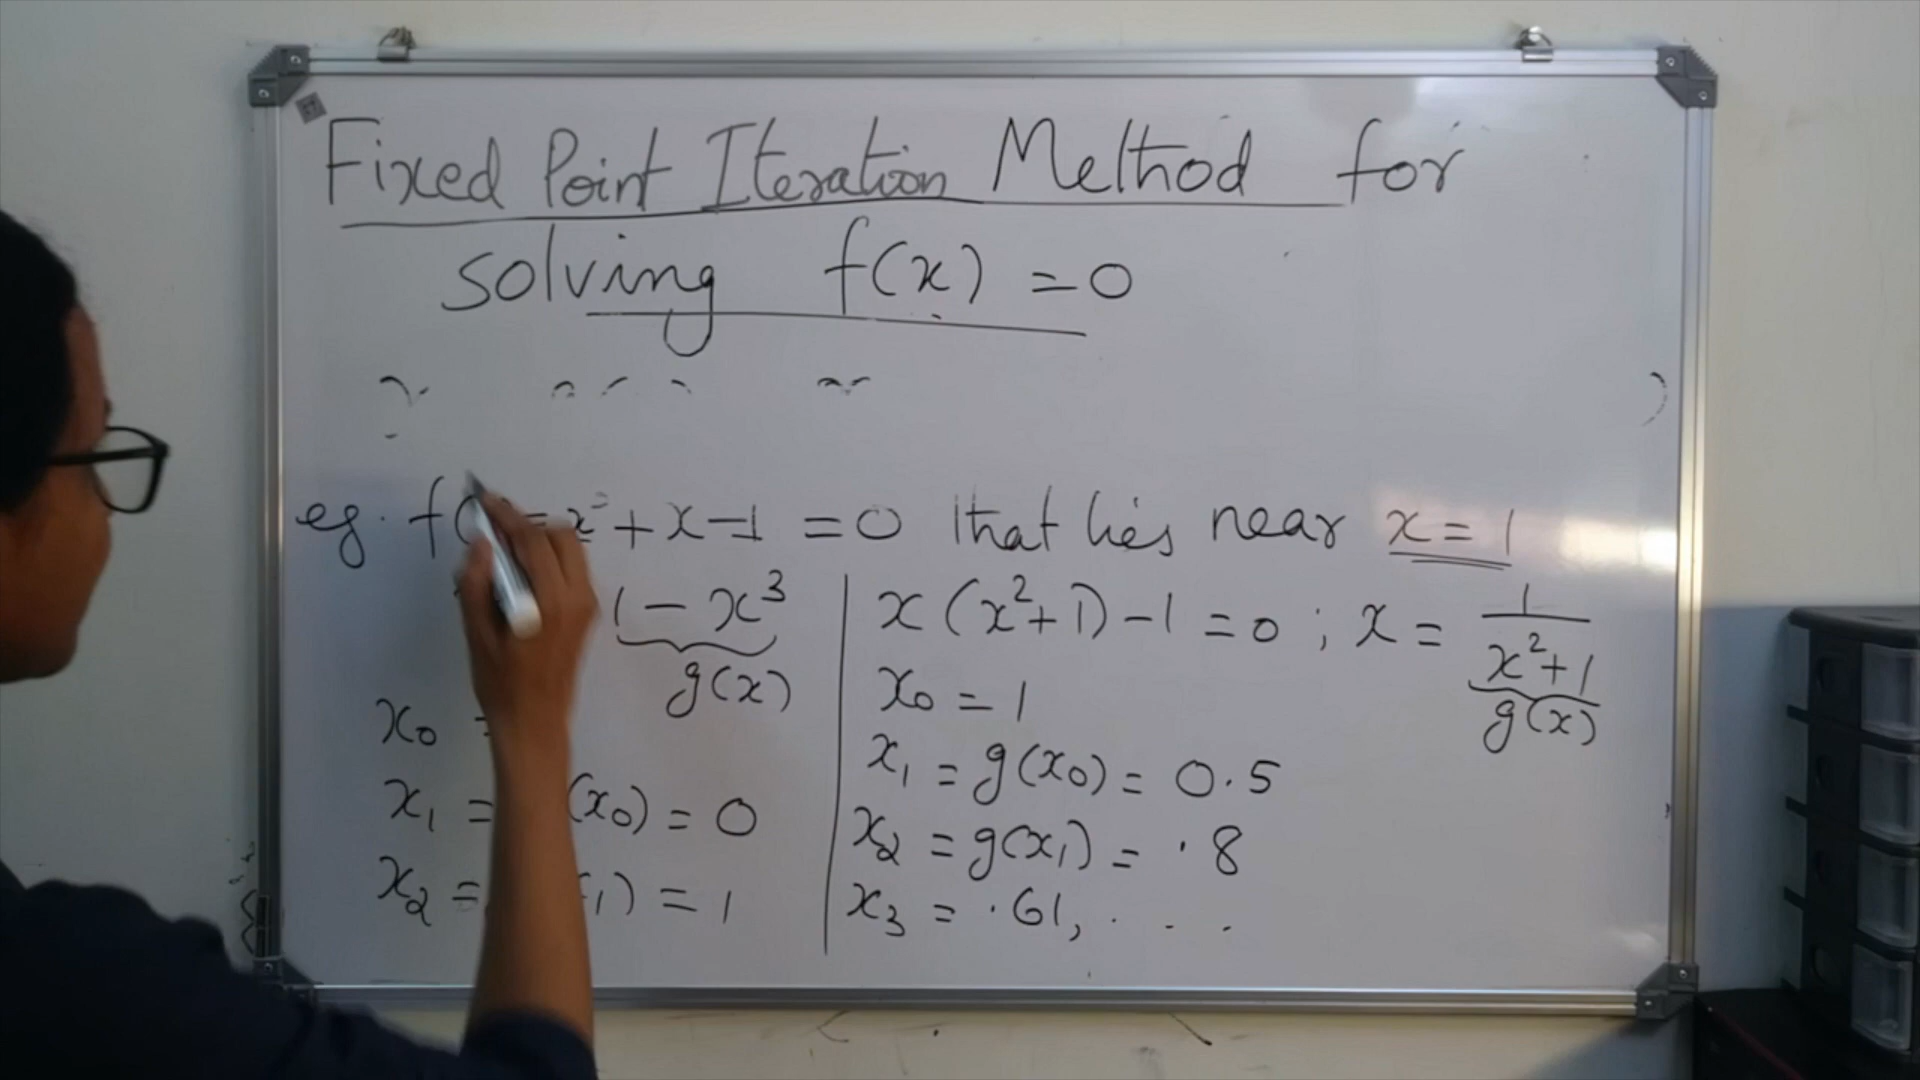 Fixed Point Iteration Method for
solving f(x) = 0
eg. f( = x + x - 1 = 0 that lies near x = 1
1 - x³
g(x)
x₀ =
x₁ = (x₀) = 0
x₂ = 1) = 1
x(x²+1) - 1 = 0 ; x = 1/(x²+1)
g(x)
x₀ = 1
x₁ = g(x₀) = 0.5
x₂ = g(x₁) = .8
x₃ = .61, . . .